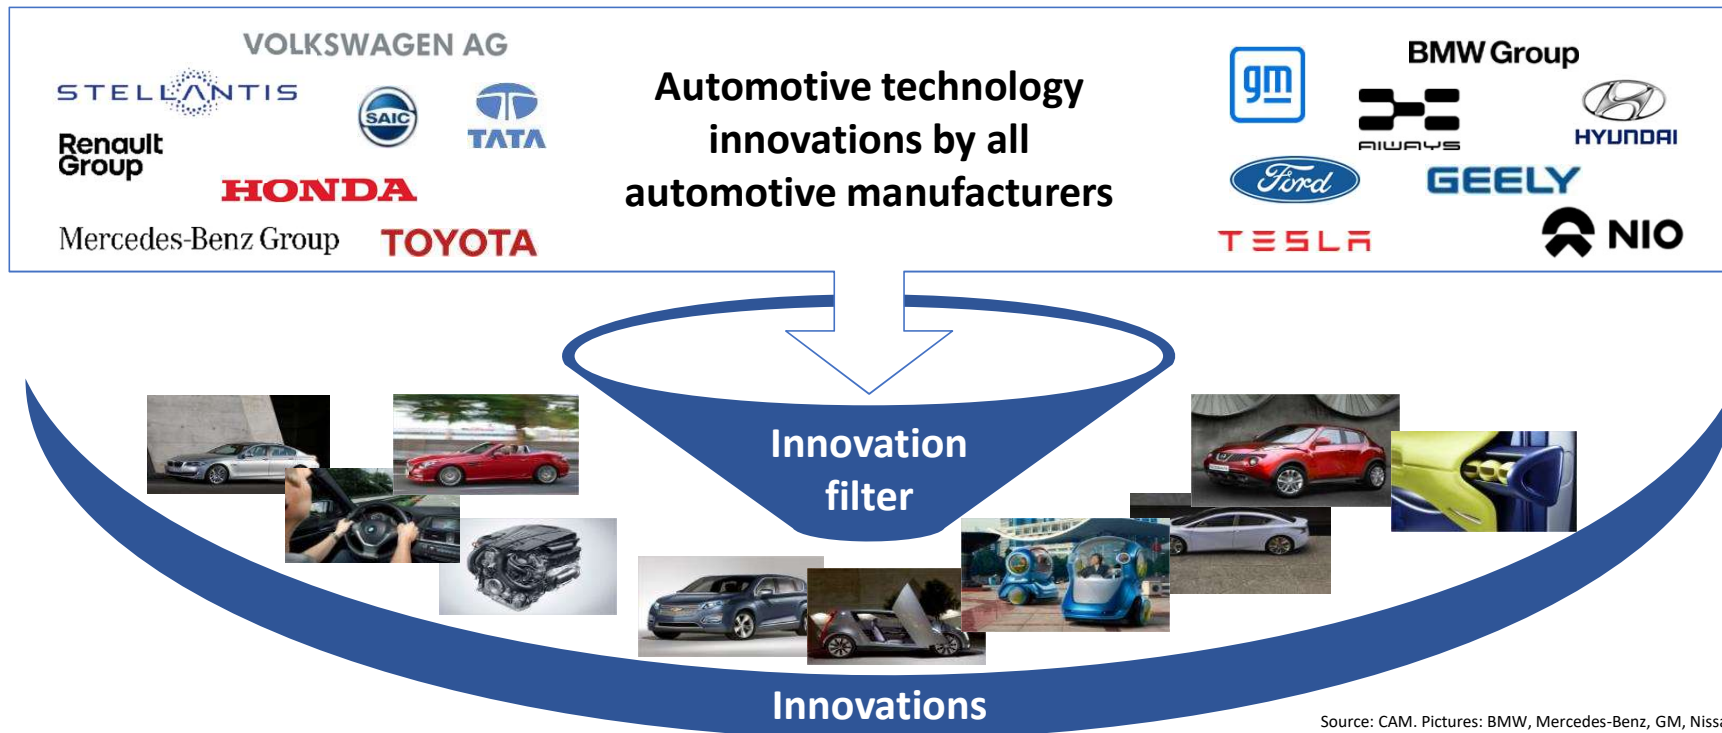 VOLKSWAGEN AG
STELLANTIS
SAIC
TATA
Renault
Group
HONDA
Mercedes-Benz Group
TOYOTA
Automotive technology
innovations by all
automotive manufacturers
gm
BMW Group
AIWAYS
HYUNDAI
Ford
GEELY
TESLA
NIO
Innovation
filter
Innovations
Source: CAM. Pictures: BMW, Mercedes-Benz, GM, Nissa